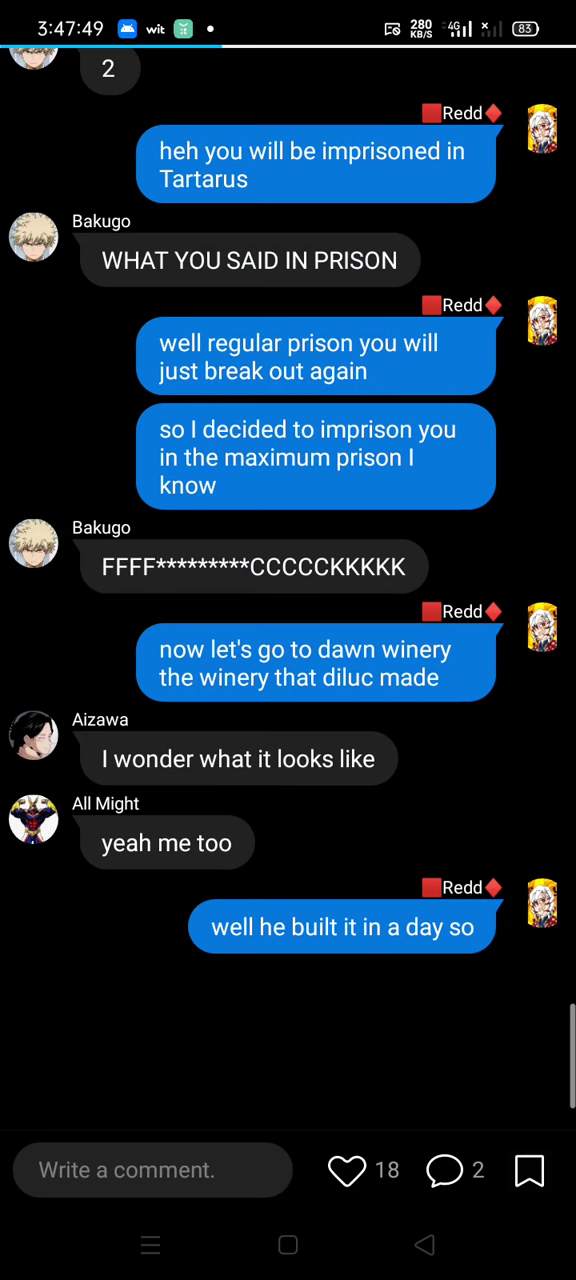 3:47:49 wit 280 KB/S 4G 83
2
Redd
heh you will be imprisoned in
Tartarus
Bakugo
WHAT YOU SAID IN PRISON
Redd
well regular prison you will
just break out again
so I decided to imprison you
in the maximum prison I
know
Bakugo
FFFF*********CCCCCKKKKK
Redd
now let's go to dawn winery
the winery that diluc made
Aizawa
I wonder what it looks like
All Might
yeah me too
Redd
well he built it in a day so
Write a comment. 18 2